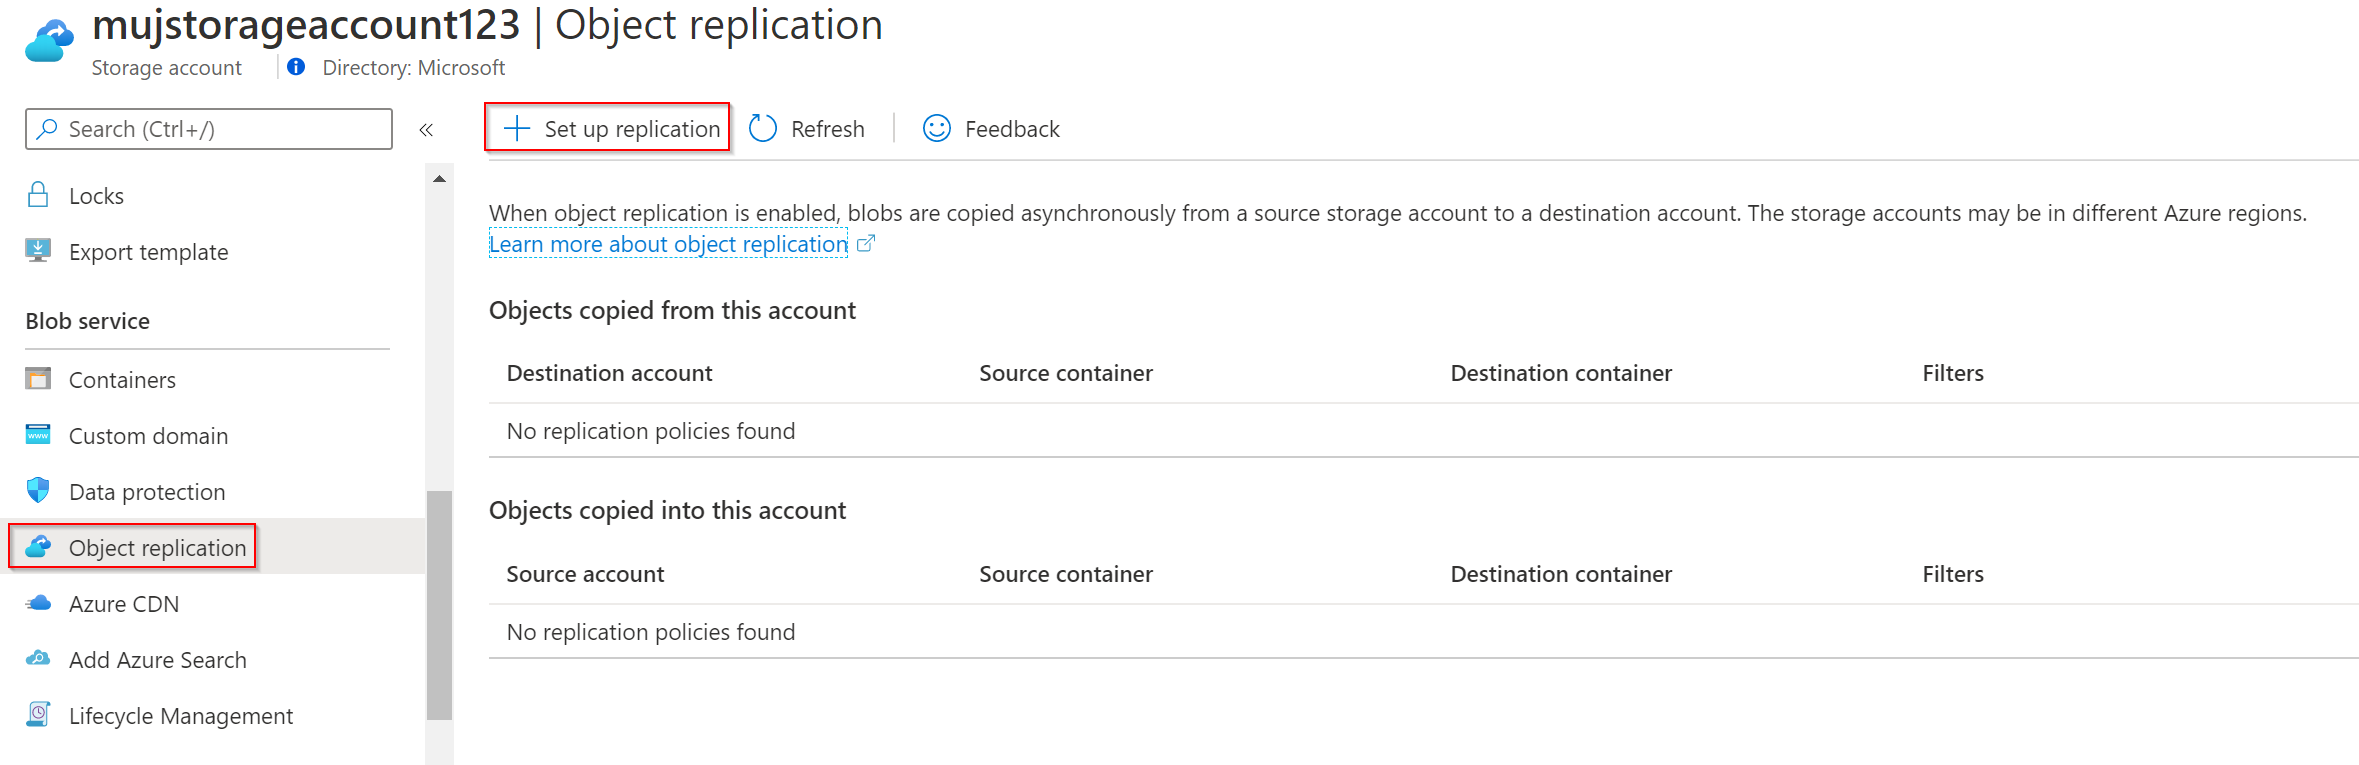 mujstorageaccount123 | Object replication
Storage account
Directory: Microsoft
Search (Ctrl+/)
«
Locks
Export template
Blob service
Containers
Custom domain
Data protection
Object replication
Azure CDN
Add Azure Search
Lifecycle Management
Set up replication
Refresh
Feedback
When object replication is enabled, blobs are copied asynchronously from a source storage account to a destination account. The storage accounts may be in different Azure regions.
Learn more about object replication
Objects copied from this account
Destination account Source container Destination container Filters
No replication policies found
Objects copied into this account
Source account Source container Destination container Filters
No replication policies found